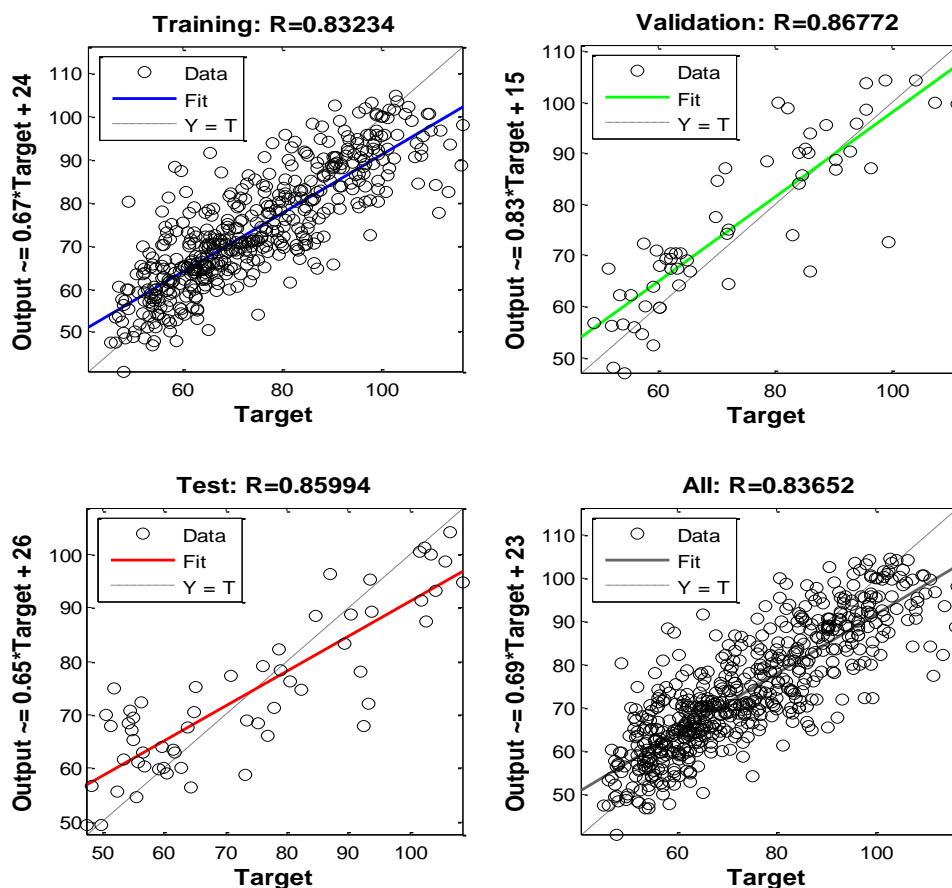 Training: R=0.83234
Output ~= 0.67*Target + 24
110
100
90
80
70
60
50
Data
Fit
Y = T
60
80
100
Target
Validation: R=0.86772
Output ~= 0.83*Target + 15
110
100
90
80
70
60
50
Data
Fit
Y = T
60
80
100
Target
Test: R=0.85994
Output ~= 0.65*Target + 26
100
90
80
70
60
50
Data
Fit
Y = T
50
60
70
80
90
100
Target
All: R=0.83652
Output ~= 0.69*Target + 23
110
100
90
80
70
60
50
Data
Fit
Y = T
60
80
100
Target